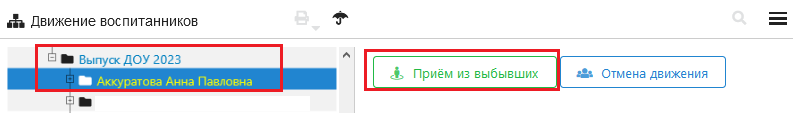 Движение воспитанников
Выпуск ДОУ 2023
Аккуратова Анна Павловна
Приём из выбывших
Отмена движения